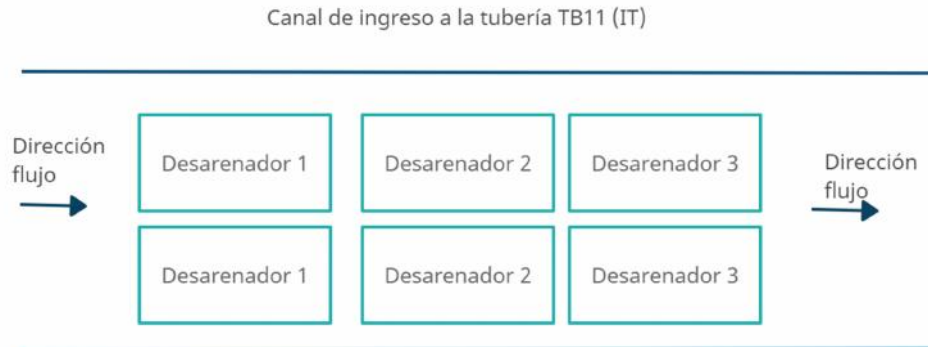 Canal de ingreso a la tubería TB11 (IT)
Dirección
flujo
Desarenador 1
Desarenador 2
Desarenador 3
Dirección
flujo
Desarenador 1
Desarenador 2
Desarenador 3